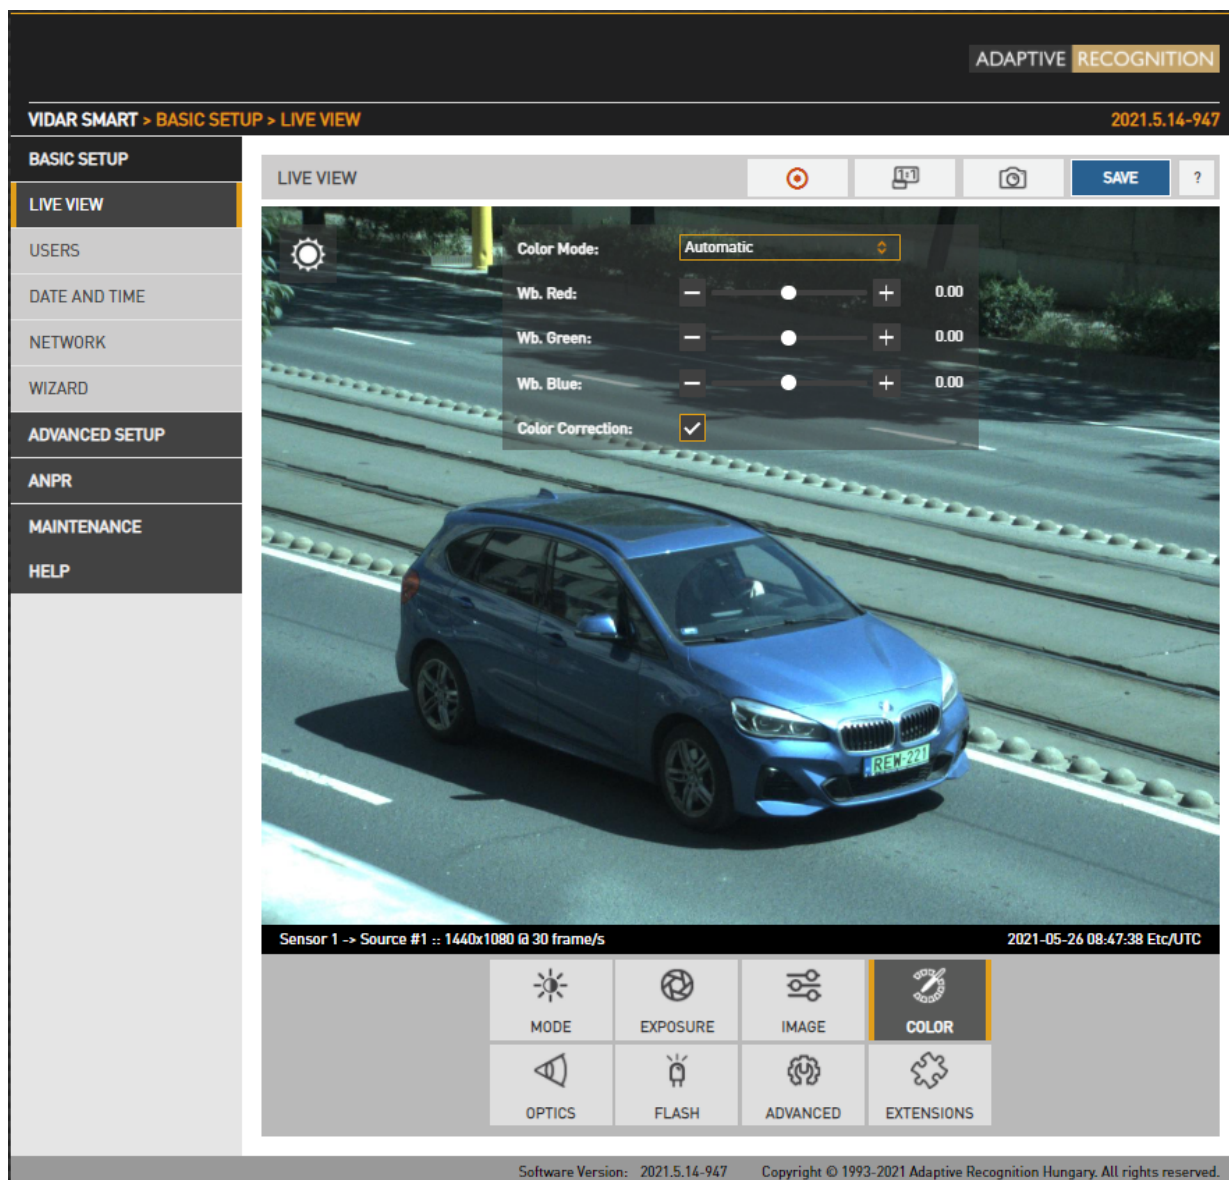 ADAPTIVE RECOGNITION
VIDAR SMART > BASIC SETUP > LIVE VIEW 2021.5.14-947
BASIC SETUP
LIVE VIEW
USERS
DATE AND TIME
NETWORK
WIZARD
ADVANCED SETUP
ANPR
MAINTENANCE
HELP
LIVE VIEW 1:1 SAVE ?
Color Mode: Automatic
Wb. Red: 0.00
Wb. Green: 0.00
Wb. Blue: 0.00
Color Correction:
REW-221
Sensor 1 -> Source #1 :: 1440x1080 @ 30 frame/s 2021-05-26 08:47:38 Etc/UTC
MODE EXPOSURE IMAGE COLOR
OPTICS FLASH ADVANCED EXTENSIONS
Software Version: 2021.5.14-947 Copyright © 1993-2021 Adaptive Recognition Hungary. All rights reserved.